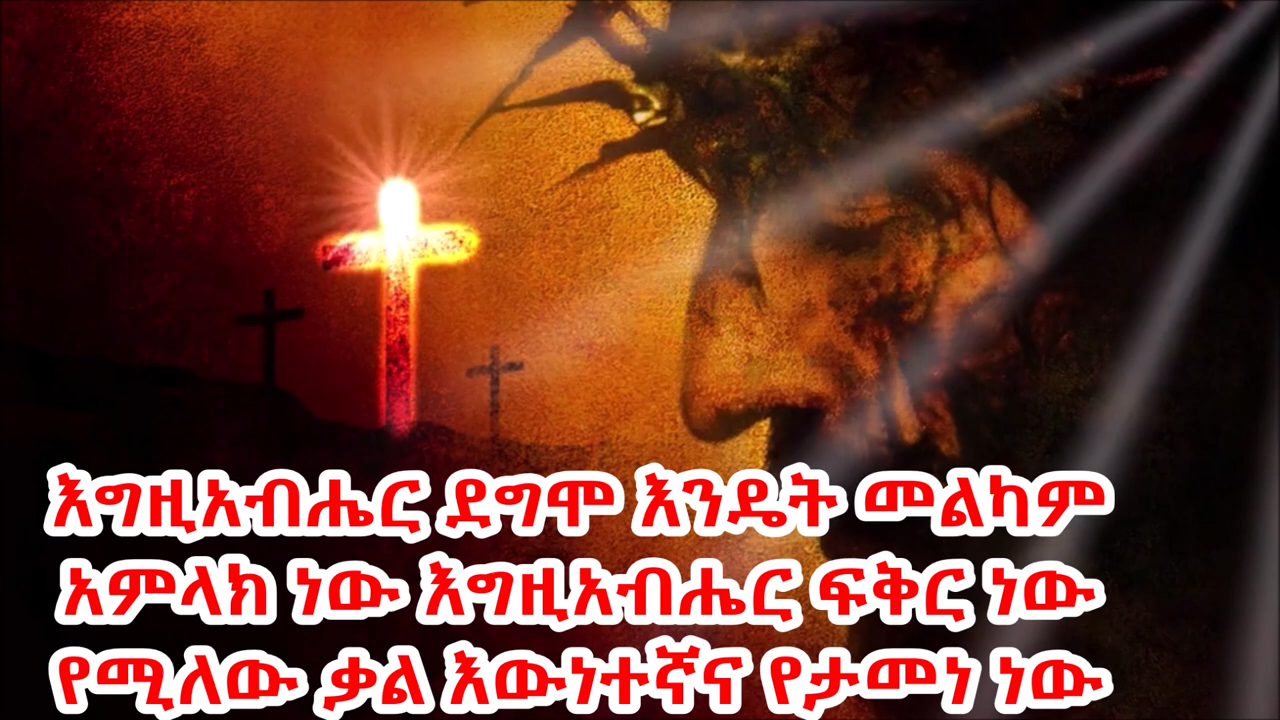 እግዚአብሔር ደግሞ እንዴት መልካም
አምላክ ነው እግዚአብሔር ፍቅር ነው
የሚለው ቃል እውነተኛና የታመነ ነው